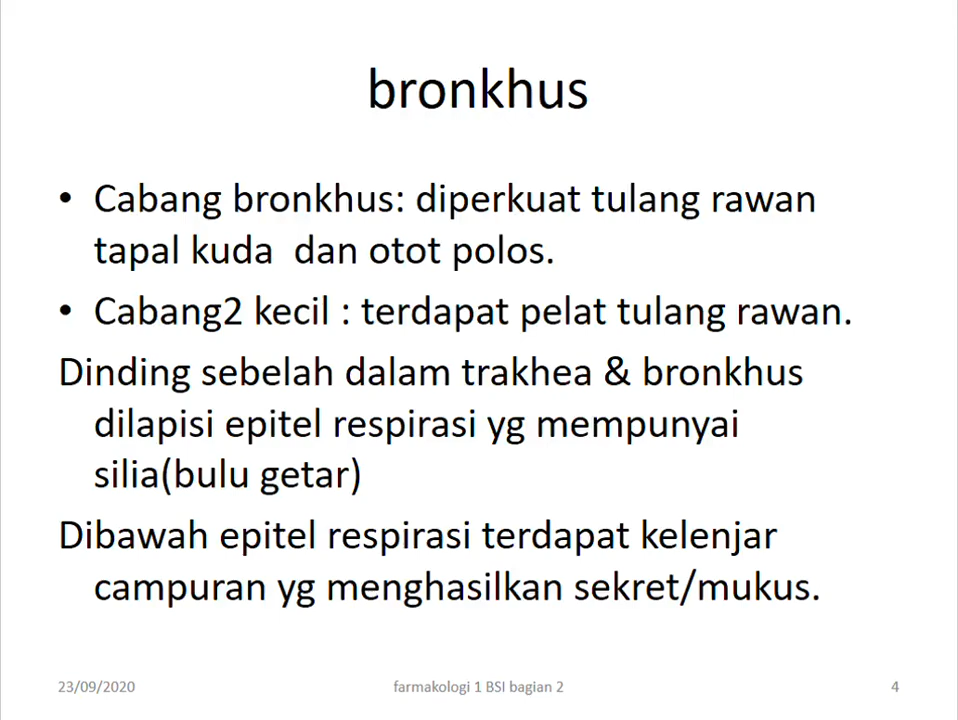 bronkhus
• Cabang bronkhus: diperkuat tulang rawan
tapal kuda  dan otot polos.
• Cabang2 kecil : terdapat pelat tulang rawan.
Dinding sebelah dalam trakhea & bronkhus
dilapisi epitel respirasi yg mempunyai
silia(bulu getar)
Dibawah epitel respirasi terdapat kelenjar
campuran yg menghasilkan sekret/mukus.
23/09/2020 farmakologi 1 BSI bagian 2 4